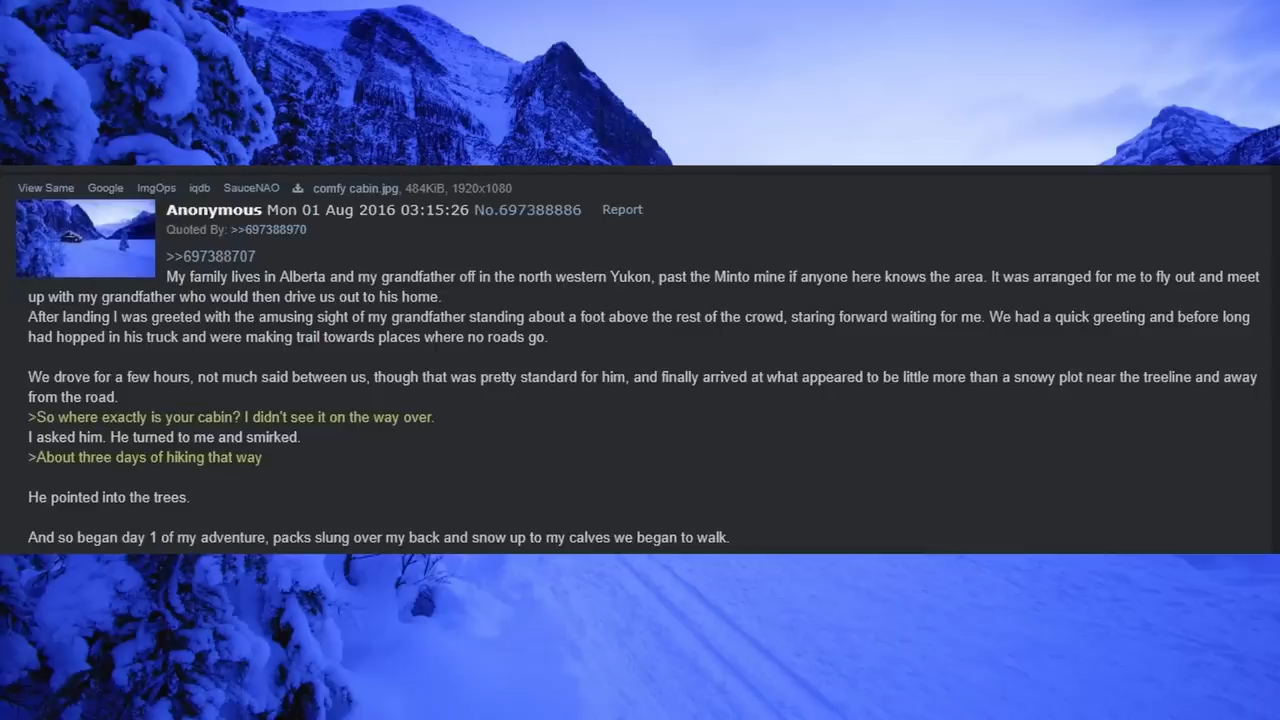 View Same Google ImgOps iqdb SauceNAO comfy cabin.jpg, 484KiB, 1920x1080
Anonymous Mon 01 Aug 2016 03:15:26 No.697388886 Report
Quoted By: >>697388970
>>697388707
My family lives in Alberta and my grandfather off in the north western Yukon, past the Minto mine if anyone here knows the area. It was arranged for me to fly out and meet
up with my grandfather who would then drive us out to his home.
After landing I was greeted with the amusing sight of my grandfather standing about a foot above the rest of the crowd, staring forward waiting for me. We had a quick greeting and before long
had hopped in his truck and were making trail towards places where no roads go.
We drove for a few hours, not much said between us, though that was pretty standard for him, and finally arrived at what appeared to be little more than a snowy plot near the treeline and away
from the road.
>So where exactly is your cabin? I didn't see it on the way over.
I asked him. He turned to me and smirked.
>About three days of hiking that way
He pointed into the trees.
And so began day 1 of my adventure, packs slung over my back and snow up to my calves we began to walk.